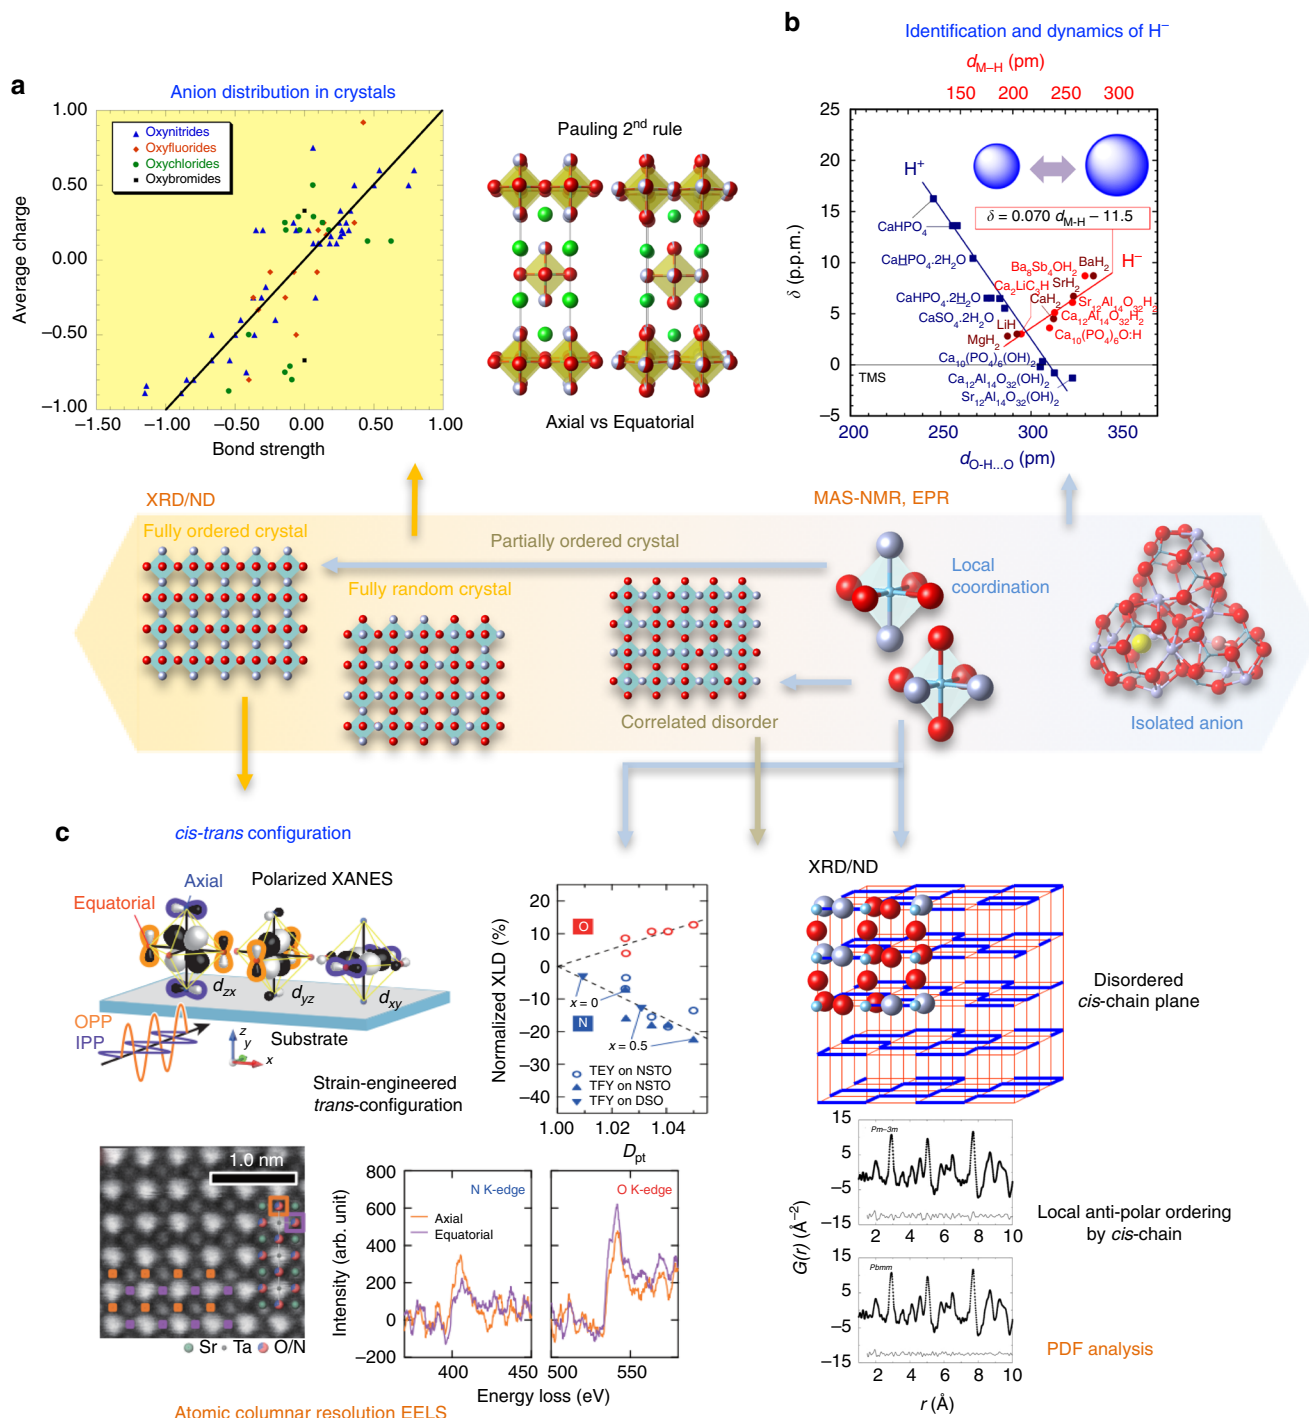 a
Anion distribution in crystals
1.00
0.50
0.00
−0.50
−1.00
Average charge
Oxynitrides
Oxyfluorides
Oxychlorides
Oxybromides
−1.50 −1.00 −0.50 0.00 0.50 1.00
Bond strength
Pauling 2nd rule
Axial vs Equatorial
b
Identification and dynamics of H−
dM–H (pm)
150 200 250 300
25
20
15
10
5
0
−5
δ (p.p.m.)
H+
δ = 0.070 dM-H − 11.5
H−
CaHPO4
CaHPO4.2H2O
CaHPO4.2H2O
CaSO4.2H2O
Ba8Sb4OH2
BaH2
Ca2LiC3H
SrH2
CaH2
Sr12Al14O32H2
Ca12Al14O32H2
LiH
MgH2
Ca10(PO4)6O:H
Ca10(PO4)6(OH)2
TMS
Ca12Al14O32(OH)2
Sr12Al14O32(OH)2
200 250 300 350
dO-H...O (pm)
XRD/ND
MAS-NMR, EPR
Fully ordered crystal
Partially ordered crystal
Fully random crystal
Local
coordination
Correlated disorder
Isolated anion
c
cis-trans configuration
Axial
Polarized XANES
Equatorial
dzx
dyz
dxy
OPP
IPP
Substrate
z
y
x
Strain-engineered
trans-configuration
20
10
0
−10
−20
−30
−40
Normalized XLD (%)
O
x = 0
N
x = 0.5
TEY on NSTO
TFY on NSTO
TFY on DSO
1.00 1.02 1.04
Dpt
XRD/ND
Disordered
cis-chain plane
1.0 nm
Sr Ta O/N
Atomic columnar resolution EELS
800
600
400
200
0
−200
Intensity (arb. unit)
N K-edge
Axial
Equatorial
O K-edge
400 450 500 550
Energy loss (eV)
15
5
−5
−15
Pm–3m
G(r) (Å−2)
15
5
−5
−15
Pbmm
2 4 6 8 10
r (Å)
Local anti-polar ordering
by cis-chain
PDF analysis